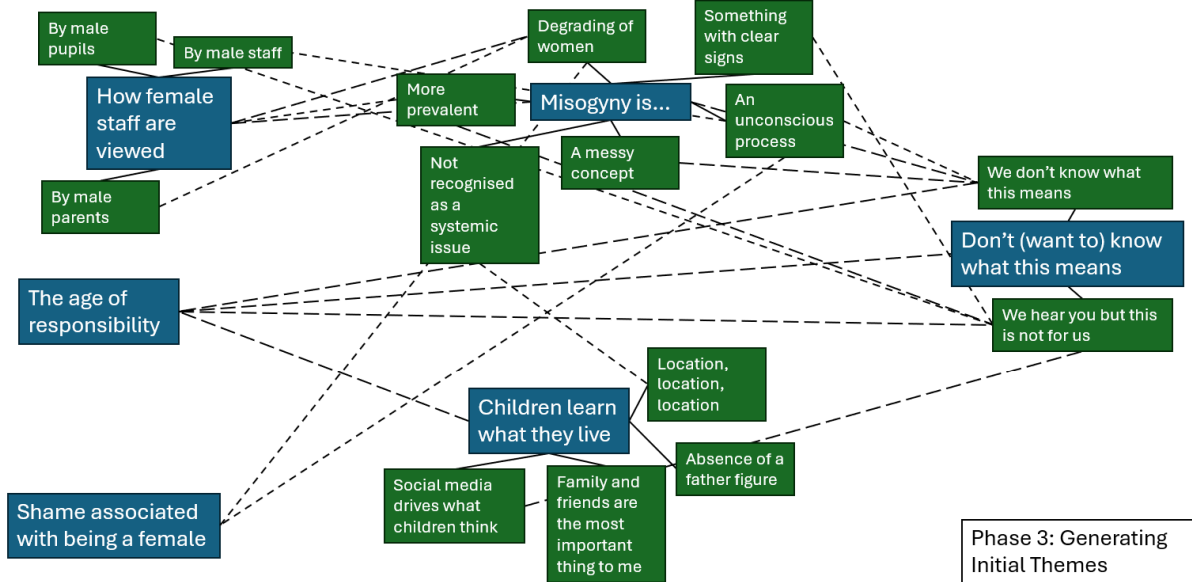 By male
pupils
By male staff
How female
staff are
viewed
By male
parents
Degrading of
women
Something
with clear
signs
More
prevalent
Misogyny is...
An
unconscious
process
Not
recognised
as a
systemic
issue
A messy
concept
We don't know what
this means
Don't (want to) know
what this means
We hear you but this
is not for us
The age of
responsibility
Location,
location,
location
Children learn
what they live
Absence of a
father figure
Social media
drives what
children think
Family and
friends are
the most
important
thing to me
Shame associated
with being a female
Phase 3: Generating
Initial Themes